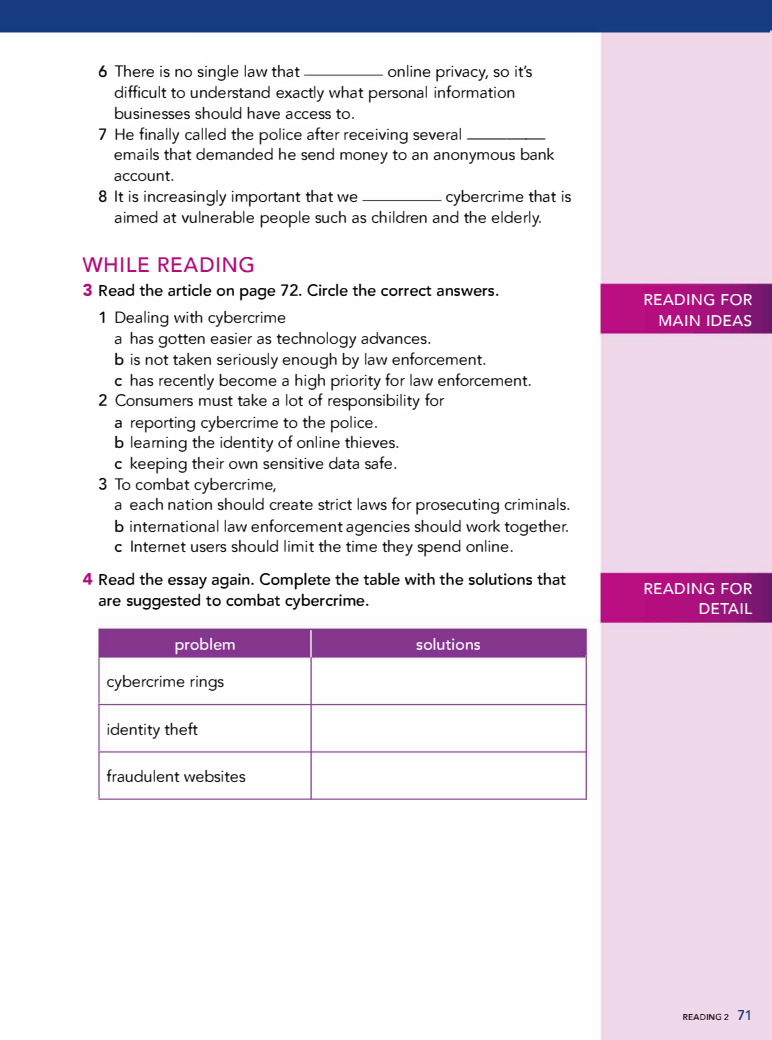 6 There is no single law that __________ online privacy, so it's
difficult to understand exactly what personal information
businesses should have access to.
7 He finally called the police after receiving several __________
emails that demanded he send money to an anonymous bank
account.
8 It is increasingly important that we __________ cybercrime that is
aimed at vulnerable people such as children and the elderly.
WHILE READING
3 Read the article on page 72. Circle the correct answers.
READING FOR
MAIN IDEAS
1 Dealing with cybercrime
a has gotten easier as technology advances.
b is not taken seriously enough by law enforcement.
c has recently become a high priority for law enforcement.
2 Consumers must take a lot of responsibility for
a reporting cybercrime to the police.
b learning the identity of online thieves.
c keeping their own sensitive data safe.
3 To combat cybercrime,
a each nation should create strict laws for prosecuting criminals.
b international law enforcement agencies should work together.
c Internet users should limit the time they spend online.
4 Read the essay again. Complete the table with the solutions that
are suggested to combat cybercrime.
READING FOR
DETAIL
problem solutions
cybercrime rings
identity theft
fraudulent websites
READING 2 71